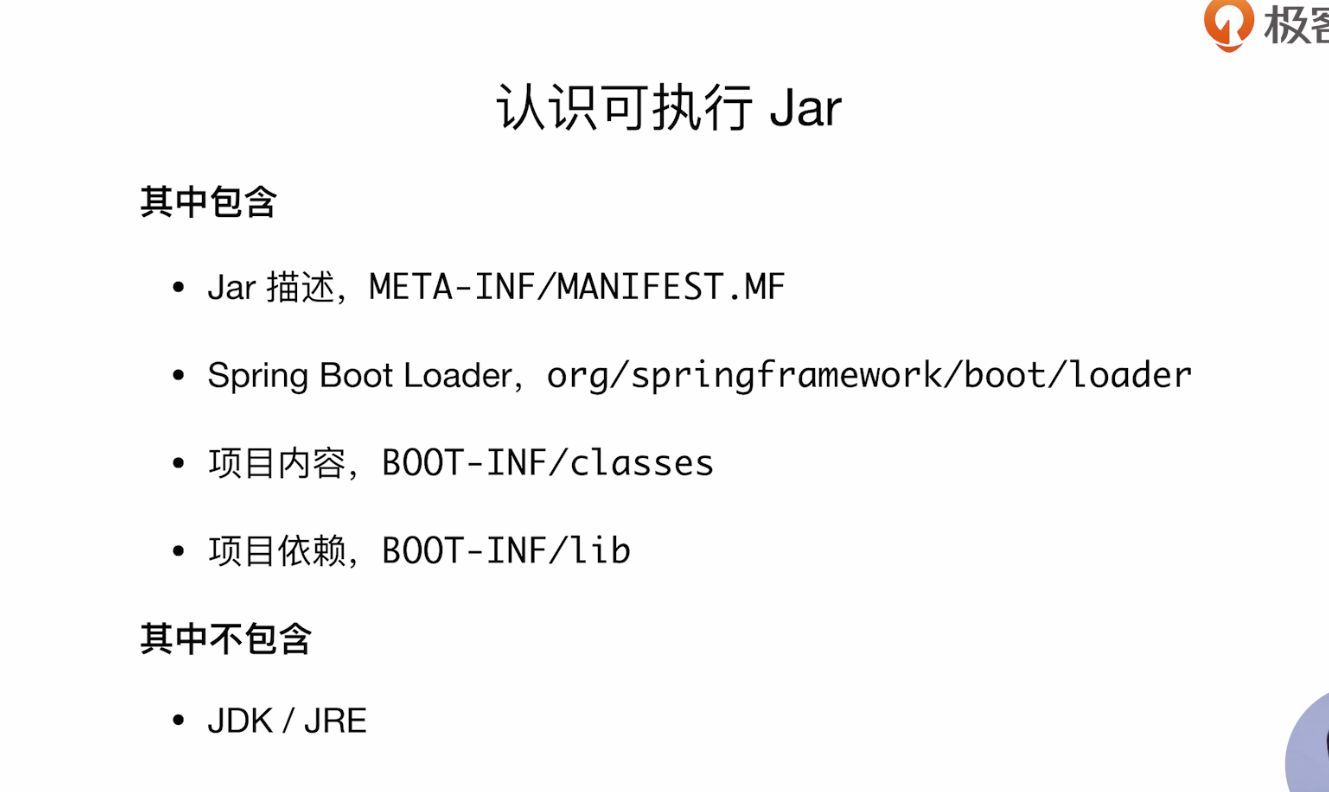 极客
认识可执行 Jar
其中包含
• Jar 描述，META-INF/MANIFEST.MF
• Spring Boot Loader，org/springframework/boot/loader
• 项目内容，BOOT-INF/classes
• 项目依赖，BOOT-INF/lib
其中不包含
• JDK / JRE